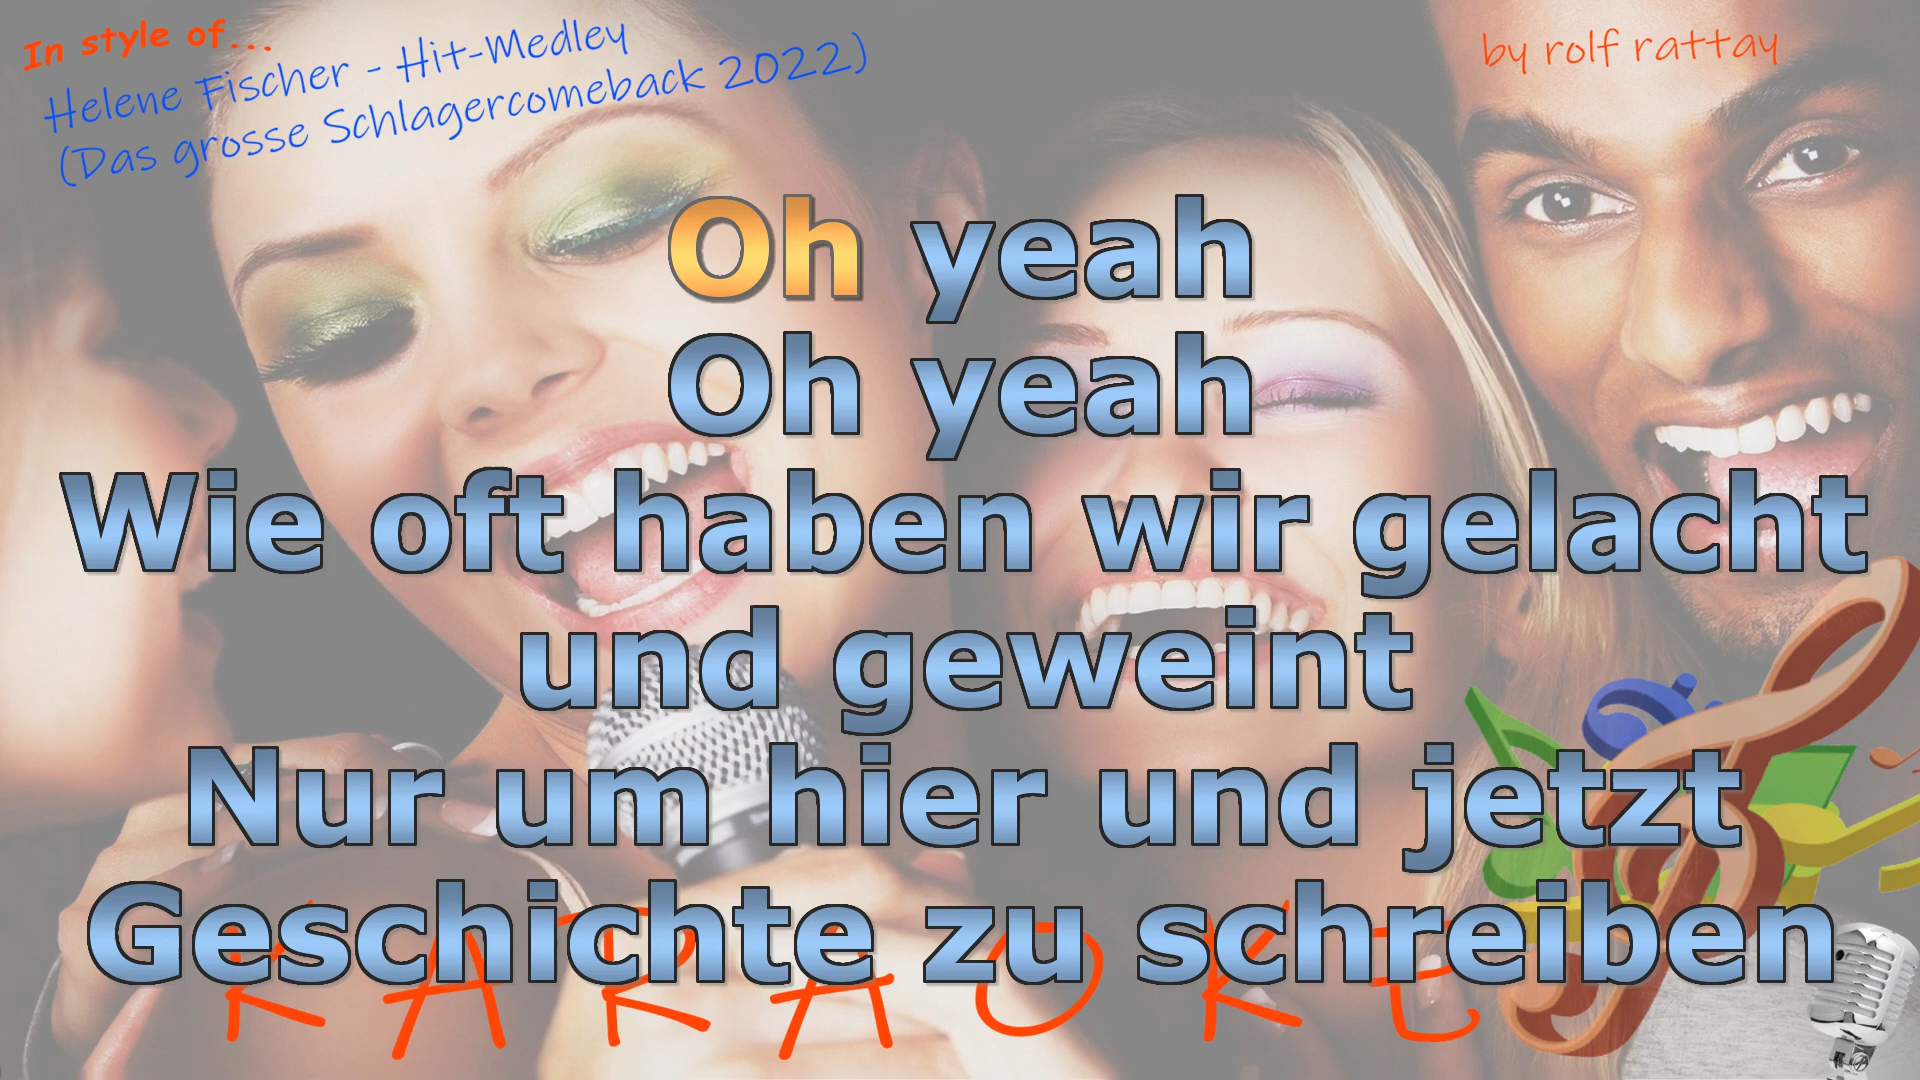 In style of...
Helene Fischer - Hit-Medley
(Das grosse Schlagercomeback 2022)
by rolf rattay
Oh yeah
Oh yeah
Wie oft haben wir gelacht
und geweint
Nur um hier und jetzt
Geschichte zu schreiben
KARAOKE